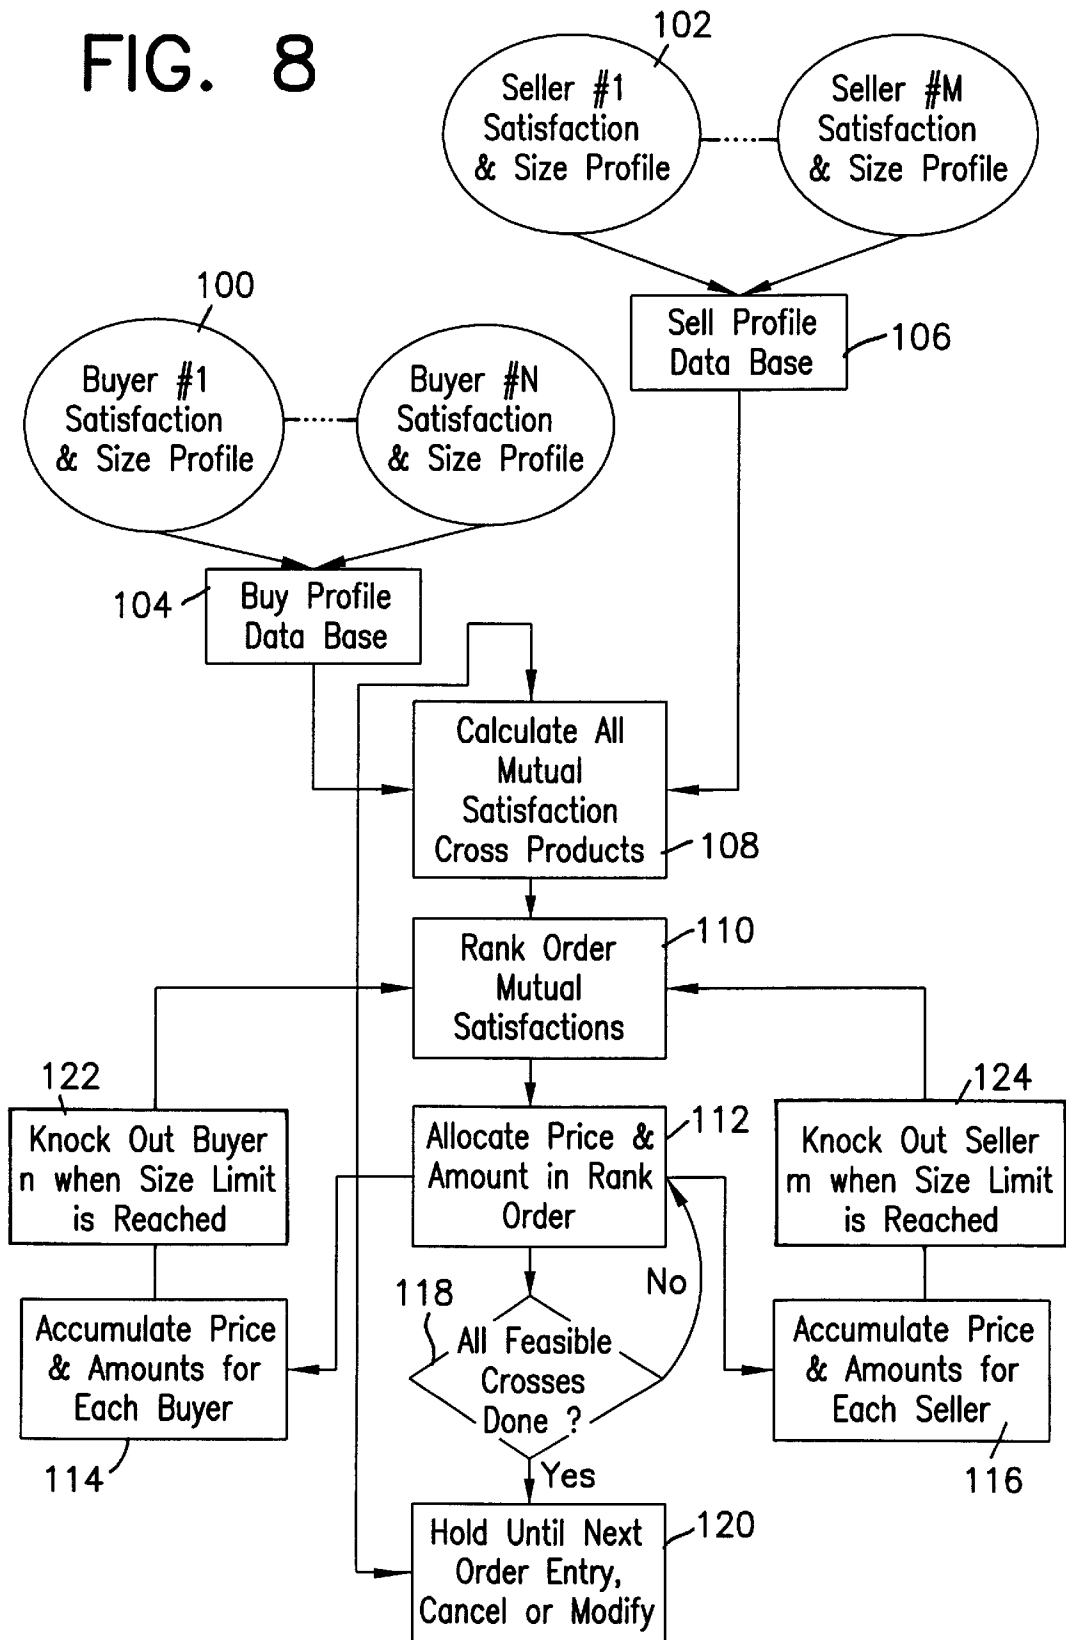 FIG. 8
102
Seller #1
Satisfaction
& Size Profile
Seller #M
Satisfaction
& Size Profile
100
Sell Profile
Data Base
106
Buyer #1
Satisfaction
& Size Profile
Buyer #N
Satisfaction
& Size Profile
104
Buy Profile
Data Base
Calculate All
Mutual
Satisfaction
Cross Products
108
Rank Order
Mutual
Satisfactions
110
122
Knock Out Buyer
n when Size Limit
is Reached
Allocate Price &
Amount in Rank
Order
112
124
Knock Out Seller
m when Size Limit
is Reached
No
118
All Feasible
Crosses
Done ?
Accumulate Price
& Amounts for
Each Buyer
114
Accumulate Price
& Amounts for
Each Seller
116
Yes
Hold Until Next
Order Entry,
Cancel or Modify
120